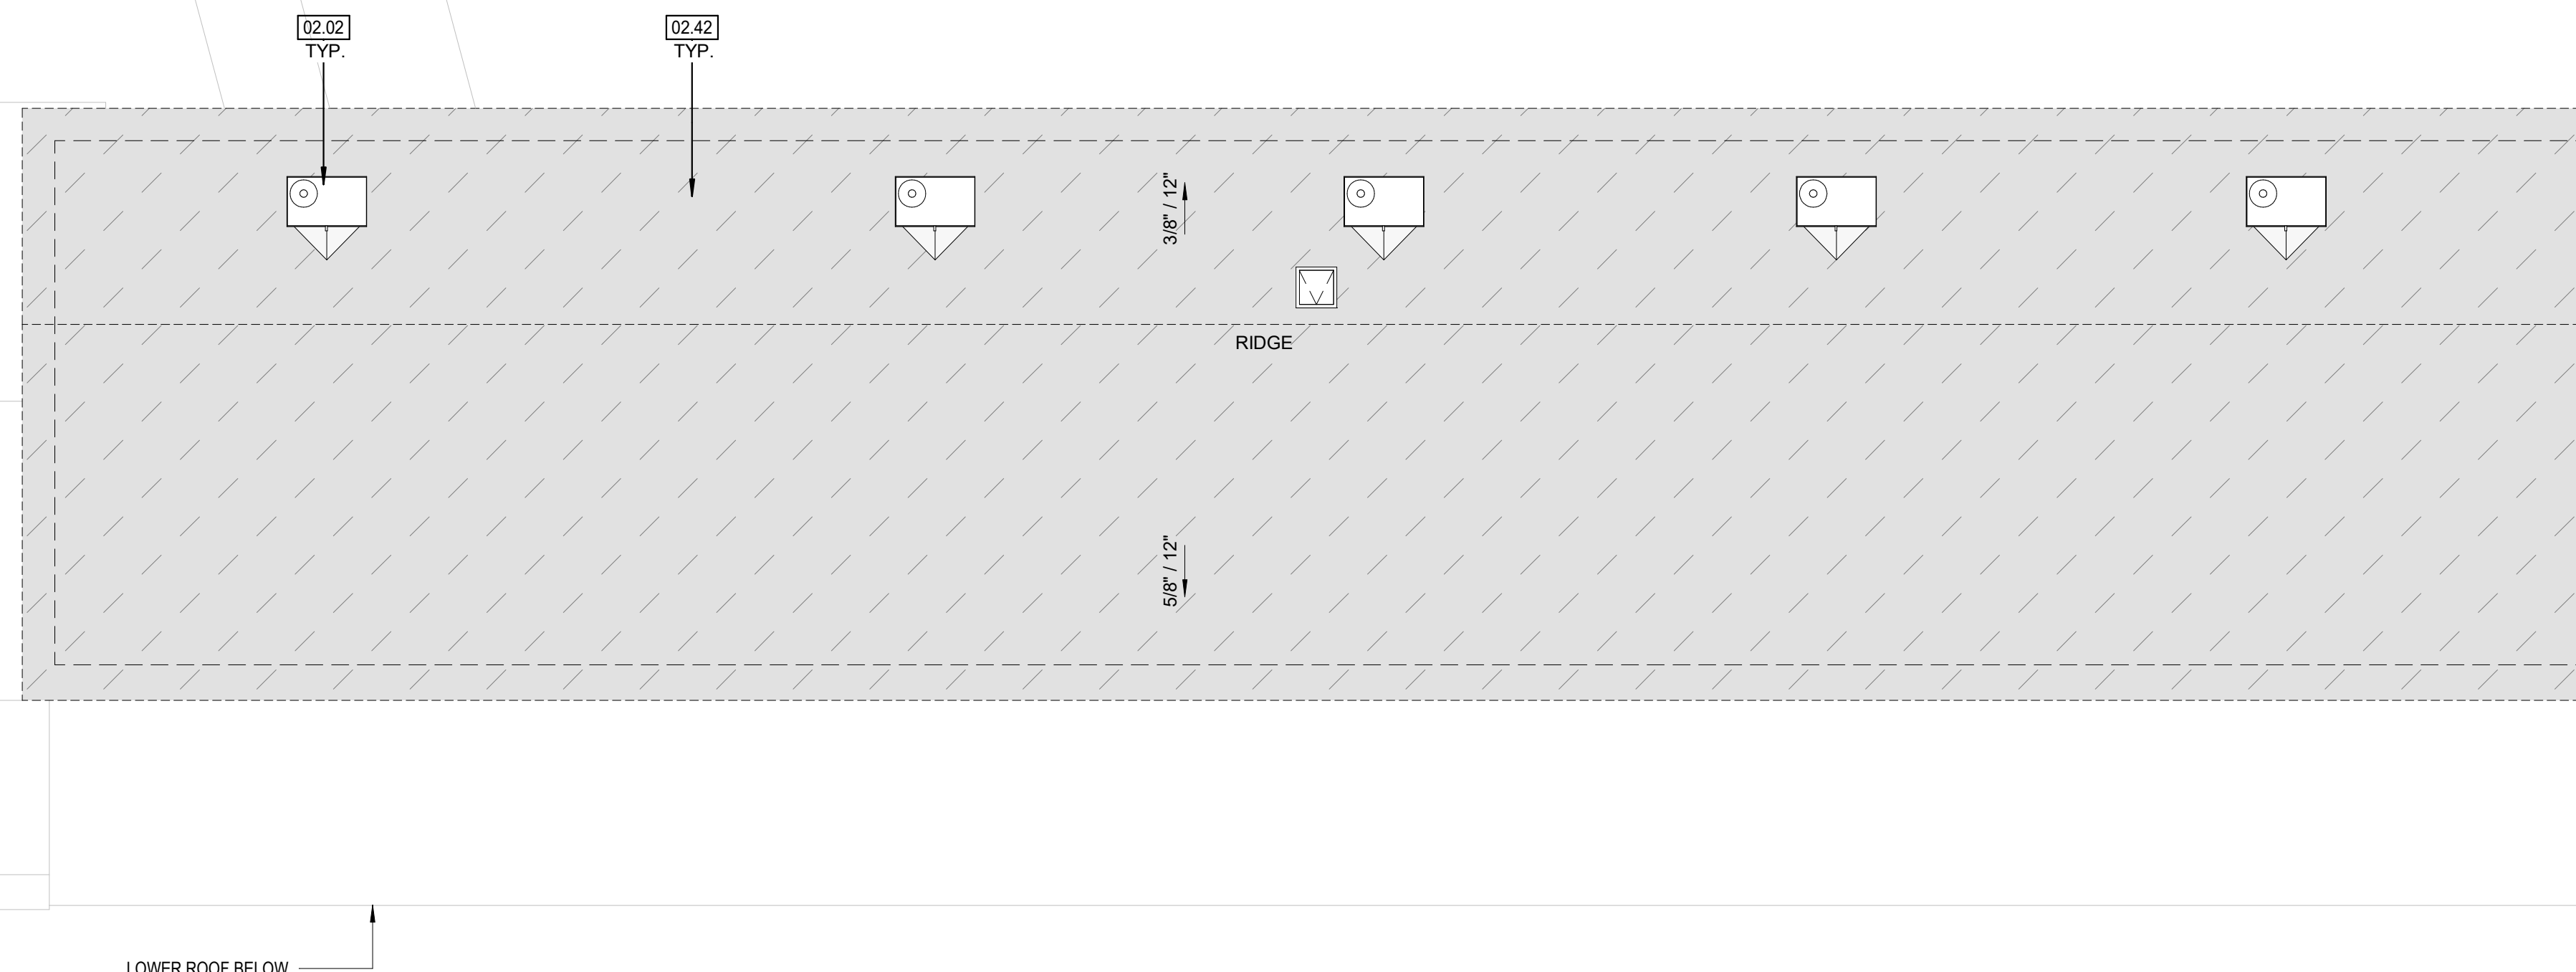 02.02
TYP.
02.42
TYP.
3/8" / 12"
RIDGE
5/8" / 12"
LOWER ROOF BELOW